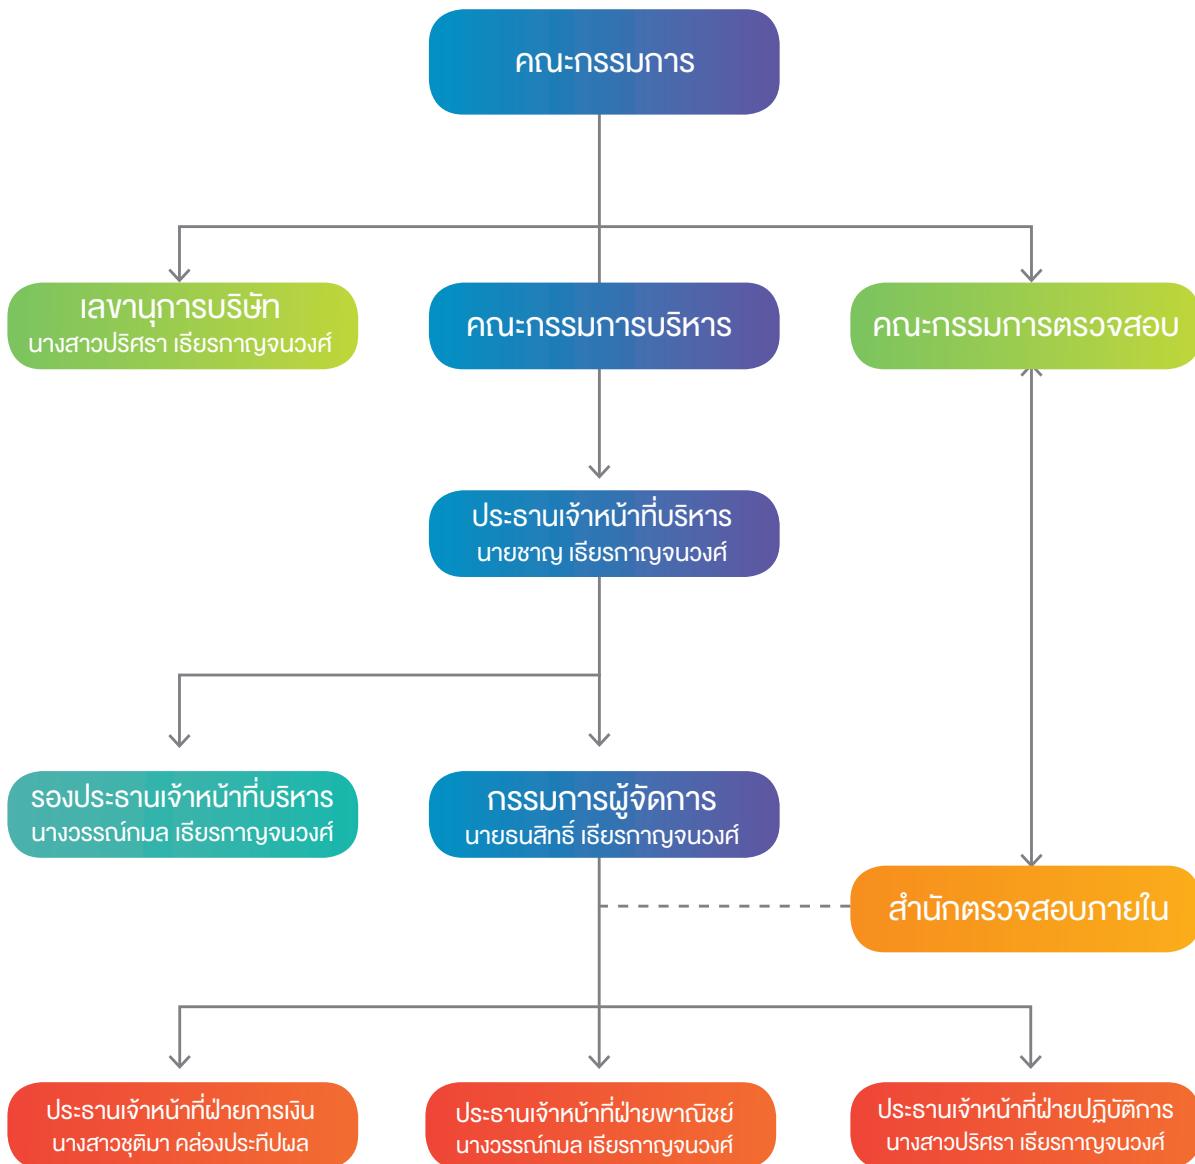 คณะกรรมการ
เลขานุการบริษัท
นางสาวปริศรา เธียรกาญจนวงศ์
คณะกรรมการบริหาร
คณะกรรมการตรวจสอบ
ประธานเจ้าหน้าที่บริหาร
นายชาญ เธียรกาญจนวงศ์
รองประธานเจ้าหน้าที่บริหาร
นางวรรณ์กมล เธียรกาญจนวงศ์
กรรมการผู้จัดการ
นายธนสิทธิ์ เธียรกาญจนวงศ์
สำนักตรวจสอบภายใน
ประธานเจ้าหน้าที่ฝ่ายการเงิน
นางสาวชุติมา คล่องประทีปผล
ประธานเจ้าหน้าที่ฝ่ายพาณิชย์
นางวรรณ์กมล เธียรกาญจนวงศ์
ประธานเจ้าหน้าที่ฝ่ายปฏิบัติการ
นางสาวปริศรา เธียรกาญจนวงศ์